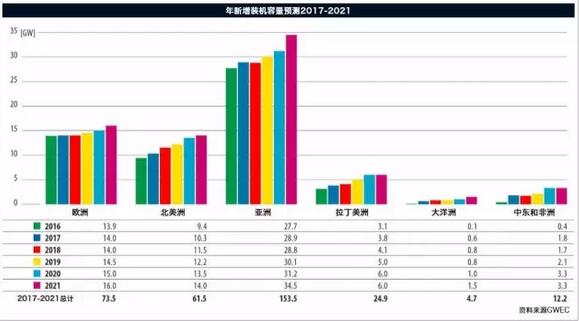 年新增装机容量预测2017-2021
35 [GW]
30
25
20
15
10
5
0
欧洲 北美洲 亚洲 拉丁美洲 大洋洲 中东和非洲
2016 13.9 9.4 27.7 3.1 0.1 0.4
2017 14.0 10.3 28.9 3.8 0.6 1.8
2018 14.0 11.5 28.8 4.1 0.8 1.7
2019 14.5 12.2 30.1 5.0 0.8 2.1
2020 15.0 13.5 31.2 6.0 1.0 3.3
2021 16.0 14.0 34.5 6.0 1.5 3.3
2017-2021总计 73.5 61.5 153.5 24.9 4.7 12.2
资料来源GWEC